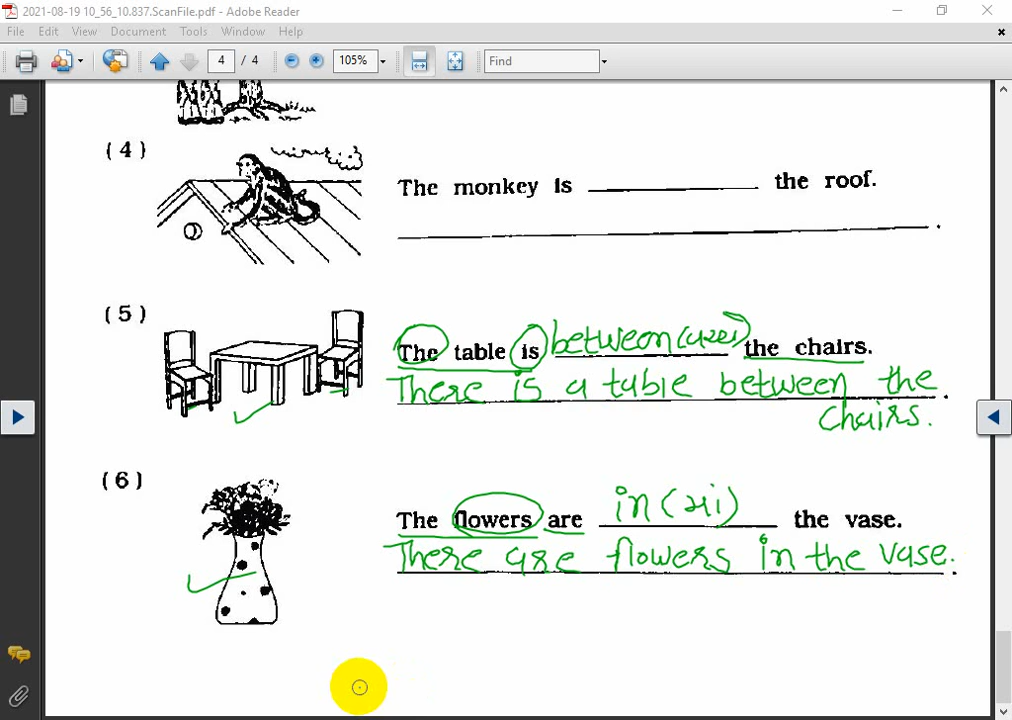 2021-08-19 10_56_10.837.ScanFile.pdf - Adobe Reader
File Edit View Document Tools Window Help
4 / 4 105% Find
(4)
The monkey is __________ the roof.
(5)
The table is between the chairs.
There is a table between the
chairs.
(6)
The flowers are in the vase.
There are flowers in the vase.